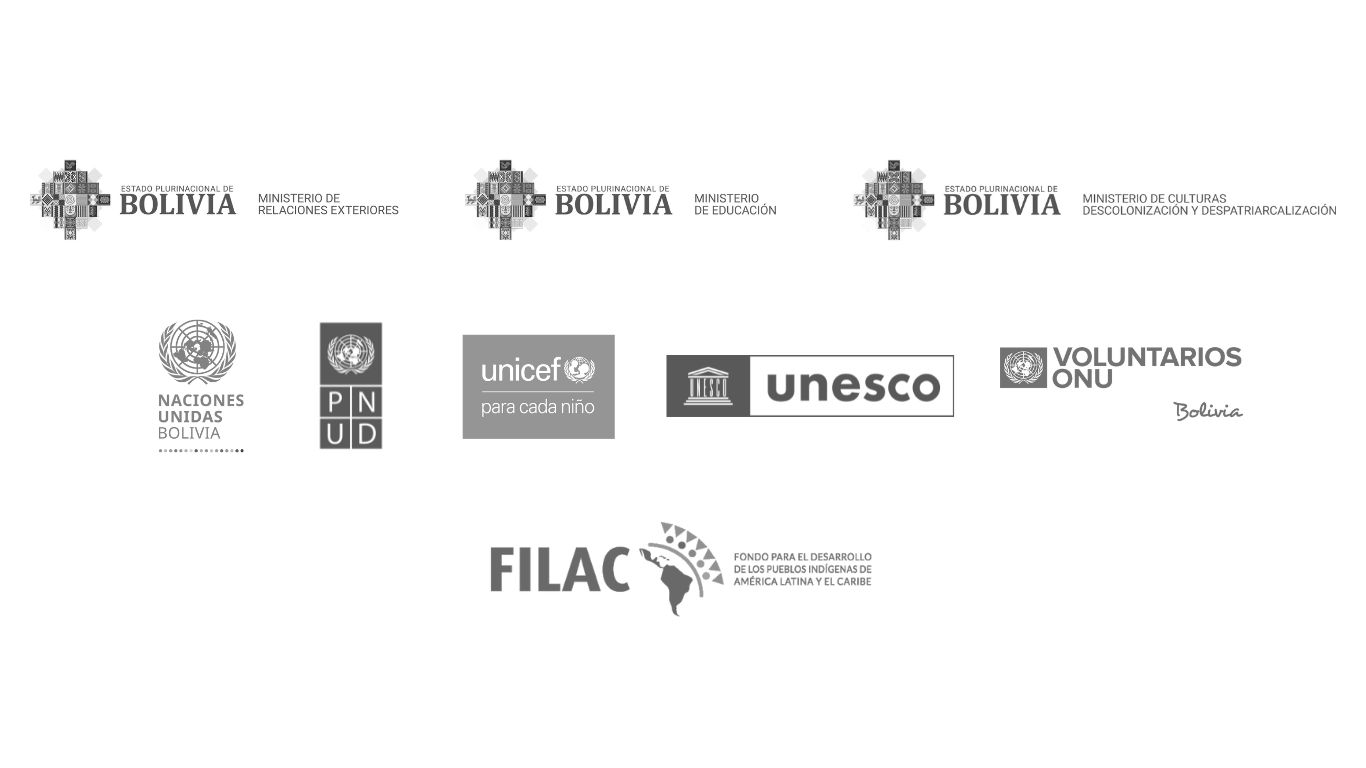 ESTADO PLURINACIONAL DE
BOLIVIA
MINISTERIO DE
RELACIONES EXTERIORES
ESTADO PLURINACIONAL DE
BOLIVIA
MINISTERIO
DE EDUCACIÓN
ESTADO PLURINACIONAL DE
BOLIVIA
MINISTERIO DE CULTURAS
DESCOLONIZACIÓN Y DESPATRIARCALIZACIÓN
NACIONES
UNIDAS
BOLIVIA
P N
U D
unicef
para cada niño
UNESCO
unesco
VOLUNTARIOS
ONU
Bolivia
FILAC
FONDO PARA EL DESARROLLO
DE LOS PUEBLOS INDÍGENAS DE
AMÉRICA LATINA Y EL CARIBE